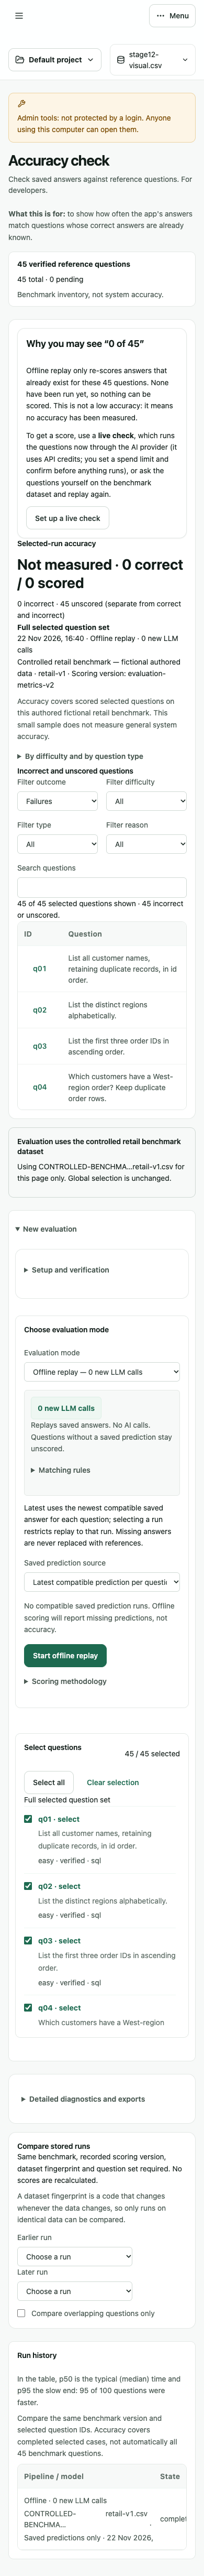 Menu
Default project
stage12-
visual.csv
Admin tools: not protected by a login. Anyone
using this computer can open them.
Accuracy check
Check saved answers against reference questions. For
developers.
What this is for: to show how often the app's answers
match questions whose correct answers are already
known.
45 verified reference questions
45 total · 0 pending
Benchmark inventory, not system accuracy.
Why you may see “0 of 45”
Offline replay only re-scores answers that
already exist for these 45 questions. None
have been run yet, so nothing can be
scored. This is not a low accuracy: it means
no accuracy has been measured.
To get a score, use a live check, which runs
the questions now through the AI provider (it
uses API credits; you set a spend limit and
confirm before anything runs), or ask the
questions yourself on the benchmark
dataset and replay again.
Set up a live check
Selected-run accuracy
Not measured · 0 correct
/ 0 scored
0 incorrect · 45 unscored (separate from correct
and incorrect)
Full selected question set
22 Nov 2026, 16:40 · Offline replay · 0 new LLM
calls
Controlled retail benchmark — fictional authored
data · retail-v1 · Scoring version: evaluation-
metrics-v2
Accuracy covers scored selected questions on
this authored fictional retail benchmark. This
small sample does not measure general system
accuracy.
By difficulty and by question type
Incorrect and unscored questions
Filter outcome
Filter difficulty
Failures
All
Filter type
Filter reason
All
All
Search questions
45 of 45 selected questions shown · 45 incorrect
or unscored.
ID
Question
q01
List all customer names,
retaining duplicate records, in id
order.
q02
List the distinct regions
alphabetically.
q03
List the first three order IDs in
ascending order.
q04
Which customers have a West-
region order? Keep duplicate
order rows.
Evaluation uses the controlled retail benchmark
dataset
Using CONTROLLED-BENCHMA...retail-v1.csv for
this page only. Global selection is unchanged.
New evaluation
Setup and verification
Choose evaluation mode
Evaluation mode
Offline replay — 0 new LLM calls
0 new LLM calls
Replays saved answers. No AI calls.
Questions without a saved prediction stay
unscored.
Matching rules
Latest uses the newest compatible saved
answer for each question; selecting a run
restricts replay to that run. Missing answers
are never replaced with references.
Saved prediction source
Latest compatible prediction per questi
No compatible saved prediction runs. Offline
scoring will report missing predictions, not
accuracy.
Start offline replay
Scoring methodology
Select questions
45 / 45 selected
Select all
Clear selection
Full selected question set
q01 · select
List all customer names, retaining
duplicate records, in id order.
easy · verified · sql
q02 · select
List the distinct regions alphabetically.
easy · verified · sql
q03 · select
List the first three order IDs in ascending
order.
easy · verified · sql
q04 · select
Which customers have a West-region
Detailed diagnostics and exports
Compare stored runs
Same benchmark, recorded scoring version,
dataset fingerprint and question set required. No
scores are recalculated.
A dataset fingerprint is a code that changes
whenever the data changes, so only runs on
identical data can be compared.
Earlier run
Choose a run
Later run
Choose a run
Compare overlapping questions only
Run history
In the table, p50 is the typical (median) time and
p95 the slow end: 95 of 100 questions were
faster.
Compare the same benchmark version and
selected question IDs. Accuracy covers
completed selected cases, not automatically all
45 benchmark questions.
Pipeline / model
State
Offline · 0 new LLM calls
CONTROLLED-
BENCHMA...
retail-v1.csv
·
complet
Saved predictions only · 22 Nov 2026,